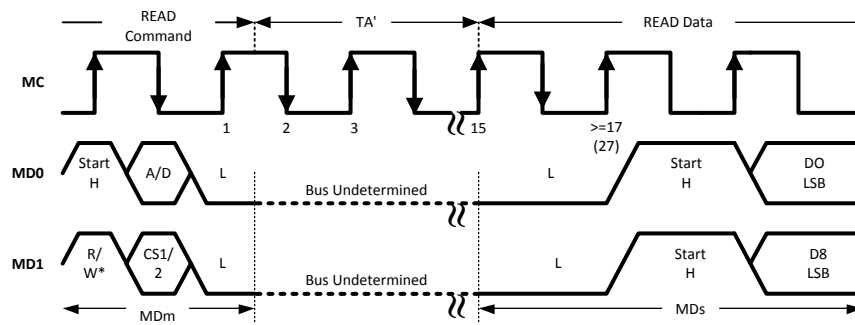 READ
Command
TA'
READ Data
MC
1
2
3
15
>=17
(27)
MD0
Start
H
A/D
L
Bus Undetermined
L
Start
H
DO
LSB
MD1
R/
W*
CS1/
2
L
Bus Undetermined
L
Start
H
D8
LSB
MDm
MDs